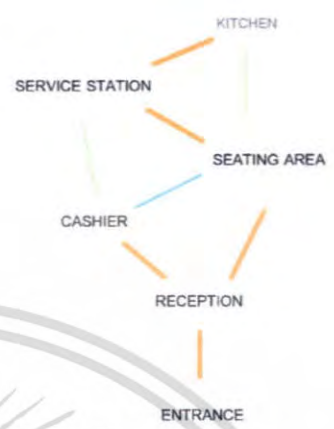 KITCHEN
SERVICE STATION
SEATING AREA
CASHIER
RECEPTION
ENTRANCE